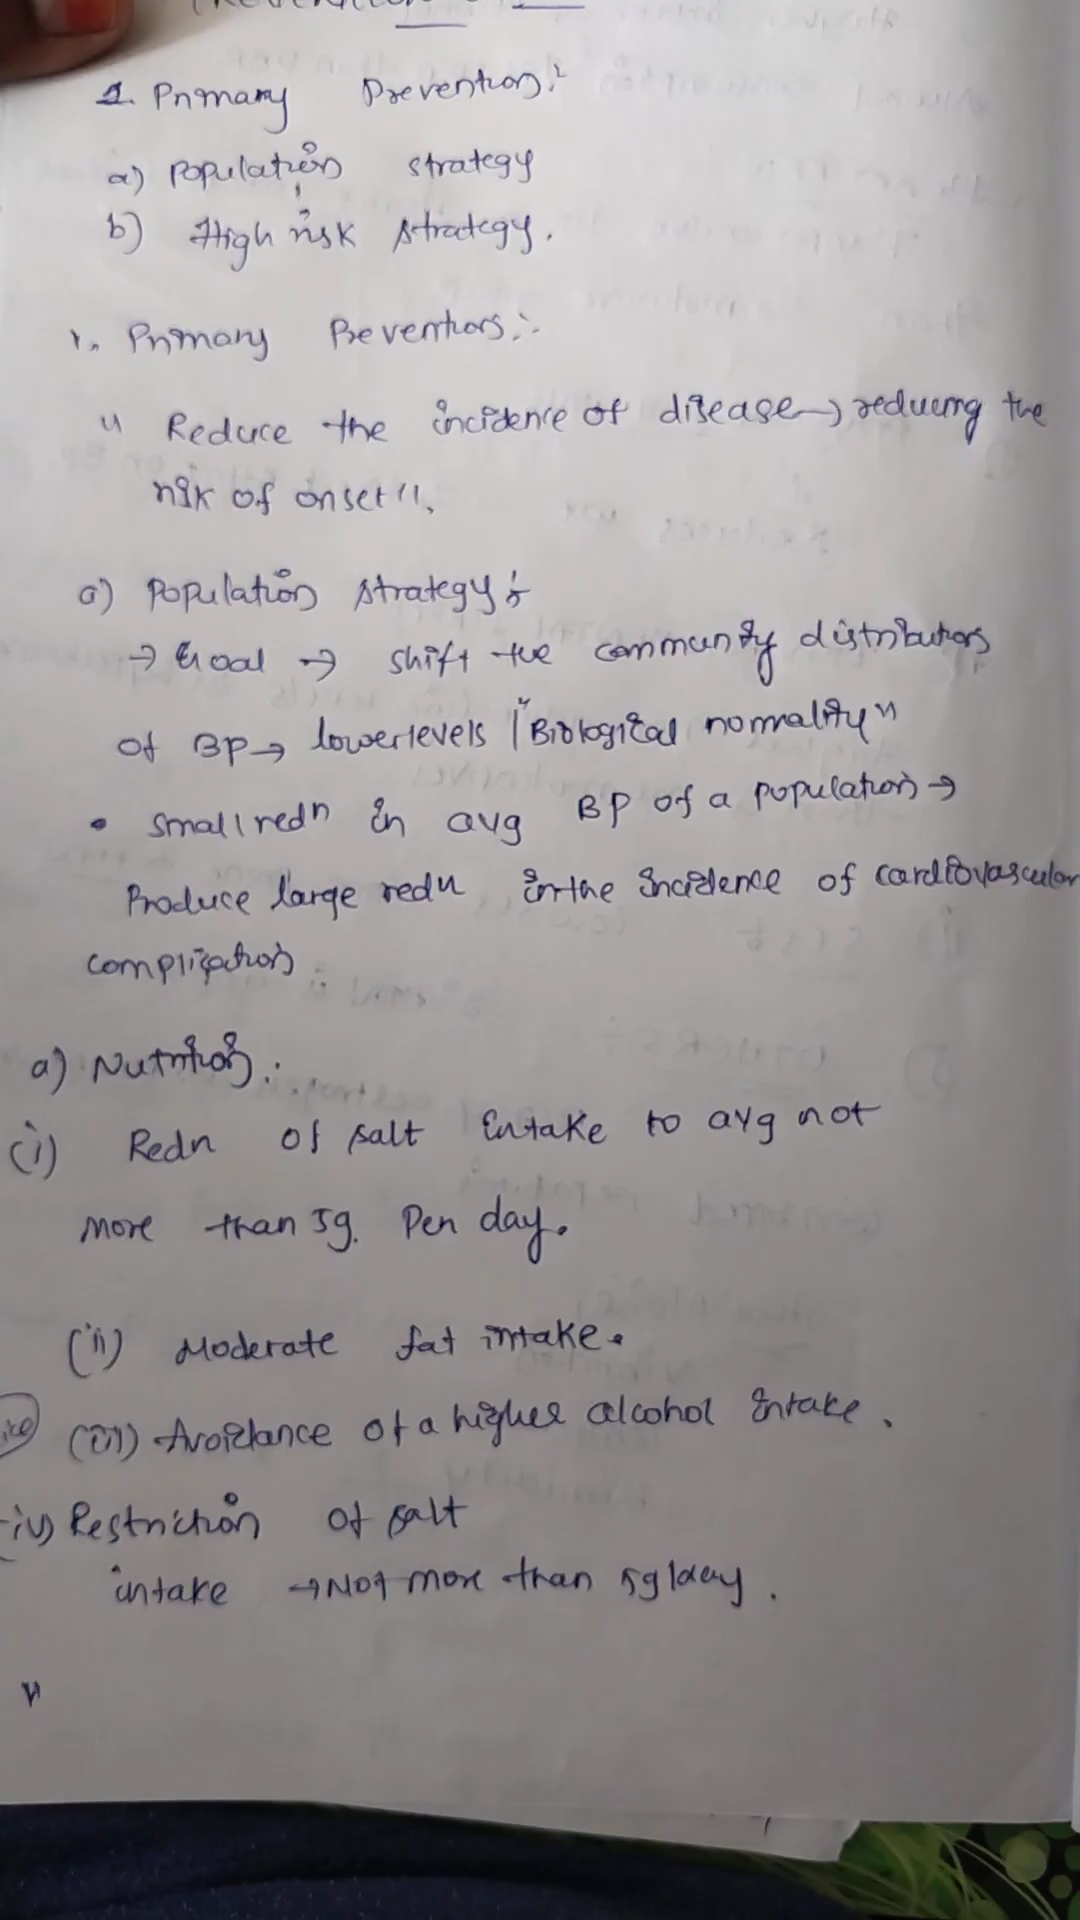 1. Primary Prevention:
a) Population strategy
b) High risk strategy.
1. Primary Prevention:-
" Reduce the incidence of disease → reducing the
risk of onset".
a) Population strategy :-
→ Goal → shift the community distribution
of BP → lower levels / "Biological normality"
• small redn in avg BP of a population →
Produce large redn in the incidence of cardiovascular
complication.
a) Nutrition :
(i) Redn of salt intake to avg not
more than 5g. Per day.
(ii) Moderate fat intake.
(iii) Avoidance of a higher alcohol intake.
iv) Restriction of salt
intake → Not more than 5g/day.